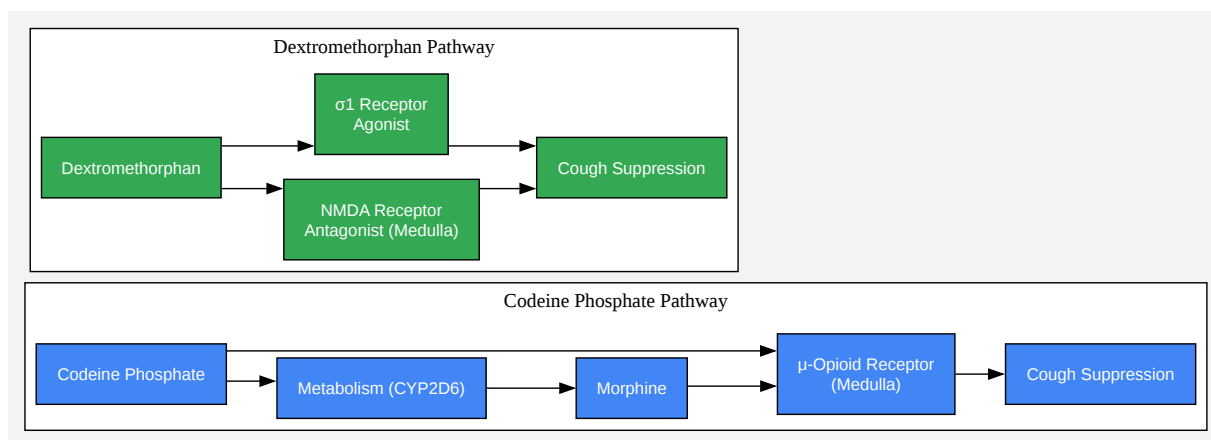 Dextromethorphan Pathway
σ1 Receptor
Agonist
Dextromethorphan
Cough Suppression
NMDA Receptor
Antagonist (Medulla)
Codeine Phosphate Pathway
Codeine Phosphate
Metabolism (CYP2D6)
Morphine
μ-Opioid Receptor
(Medulla)
Cough Suppression